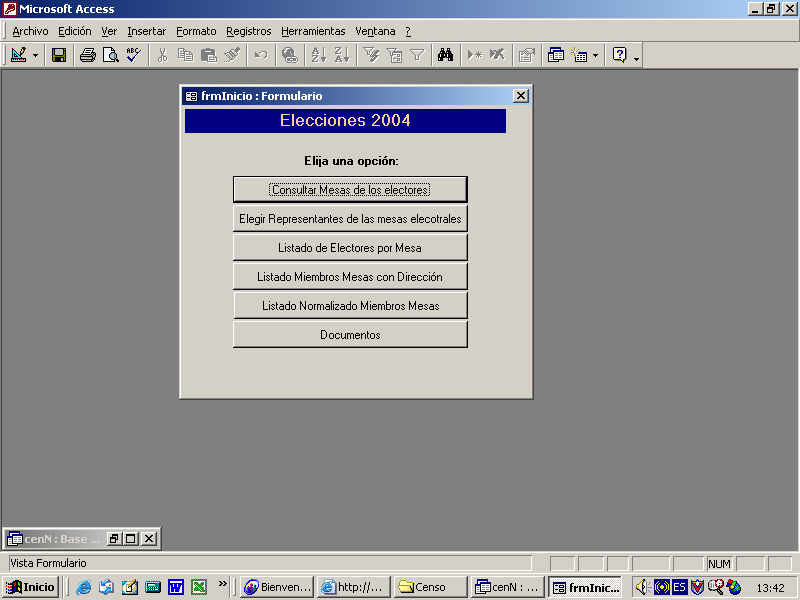 Microsoft Access
Archivo Edición Ver Insertar Formato Registros Herramientas Ventana ?
frmInicio : Formulario
Elecciones 2004
Elija una opción:
Consultar Mesas de los electores
Elegir Representantes de las mesas elecotrales
Listado de Electores por Mesa
Listado Miembros Mesas con Dirección
Listado Normalizado Miembros Mesas
Documentos
cenN : Base ...
Vista Formulario
NUM
Inicio
Bienven...
http://...
Censo
cenN : ...
frmInic...
ES
13:42